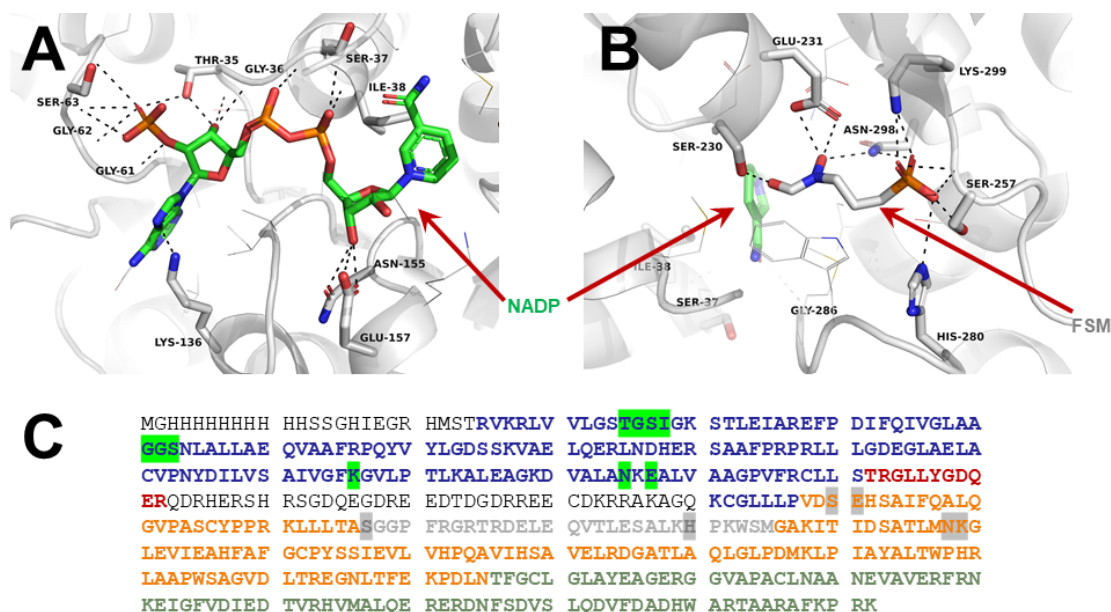 A
THR-35
GLY-36
SER-37
ILE-38
SER-63
GLY-62
GLY-61
LYS-136
ASN-155
GLU-157
NADP
B
GLU-231
LYS-299
ASN-298
SER-230
SER-257
ILE-38
SER-37
GLY-286
HIS-280
FSM
C
MGHHHHHHHH HHSSGHIEGR HMSTRVKRLV VLGSTGSIGK STLEIAREFP DIFQIVGLAA
GGSNLALLAE QVAAFRPQYV YLGDSSKVAE LQERLNDHER SAAFPRPRLL LGDEGLAELA
CVPNYDILVS AIVGFKGVLP TLKALEAGKD VALANKEALV AAGPVFRCLL STRGLLYGDQ
ERQDRHERSH RSGDQEGDRE EDTDGDRREE CDKRRAKAGQ KCGLLLPVDS EHSAIFQALQ
GVPASCYPPR KLLLTASGGP FRGRTRDELE QVTLESALKH PKWSMGAKIT IDSATLMNKG
LEVIEAHFAF GCPYSSIEVL VHPQAVIHSA VELRDGATLA QLGLPDMKLP IAYALTWPHR
LAAPWSAGVD LTREGNLTFE KPDLNTFGCL GLAYEAGERG GVAPACLNAA NEVAVERFRN
KEIGFVDIED TVRHVMALQE RERDNFSDVS LQDVFDADHW ARTAARAFKP RK